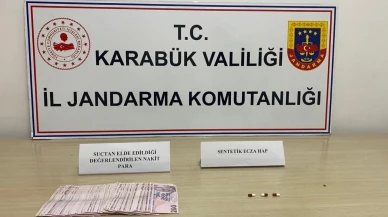 T.C.
KARABÜK VALİLİĞİ
İL JANDARMA KOMUTANLIĞI
SUÇTAN ELDE EDİLDİĞİ
DEĞERLENDİRİLEN NAKİT
PARA
SENTETİK ECZA HAP